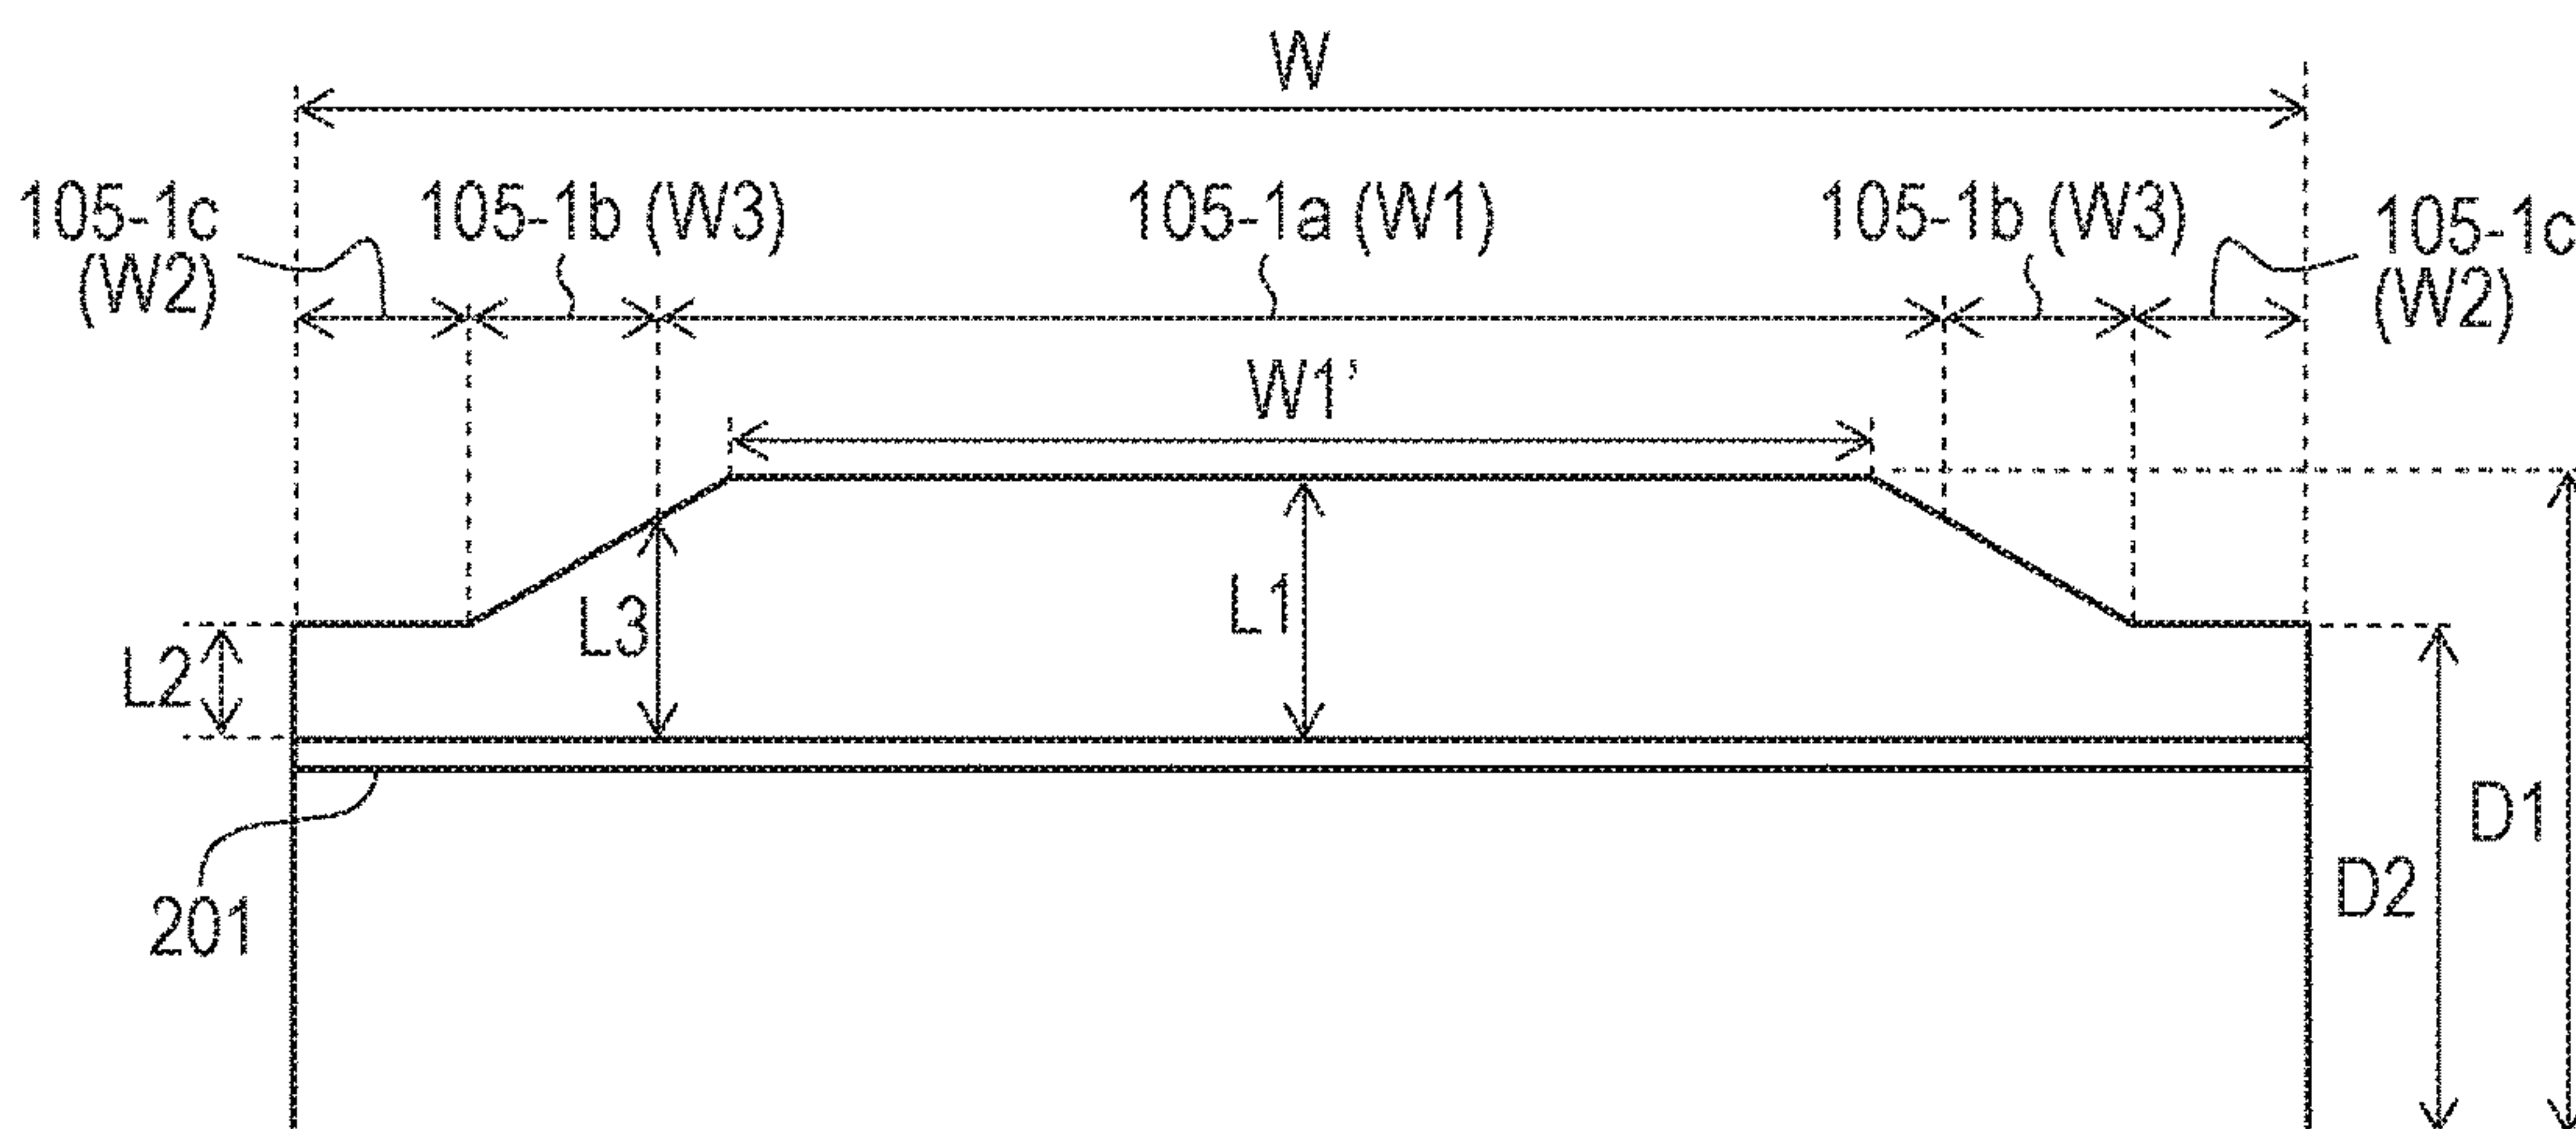 W
105-1c
(W2)
105-1b (W3)
105-1a (W1)
105-1b (W3)
105-1c
(W2)
W1’
L2
L3
L1
D1
D2
201